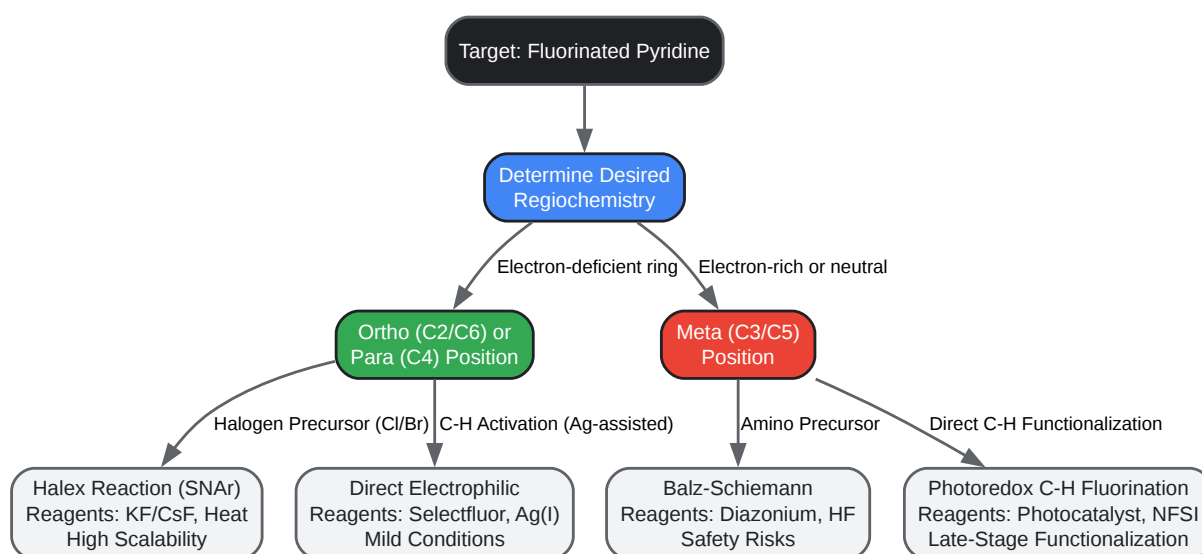 Target: Fluorinated Pyridine
Determine Desired
Regiochemistry
Electron-deficient ring
Electron-rich or neutral
Ortho (C2/C6) or
Para (C4) Position
Meta (C3/C5)
Position
Halogen Precursor (Cl/Br)
C-H Activation (Ag-assisted)
Amino Precursor
Direct C-H Functionalization
Halex Reaction (SNAr)
Reagents: KF/CsF, Heat
High Scalability
Direct Electrophilic
Reagents: Selectfluor, Ag(I)
Mild Conditions
Balz-Schiemann
Reagents: Diazonium, HF
Safety Risks
Photoredox C-H Fluorination
Reagents: Photocatalyst, NFSI
Late-Stage Functionalization